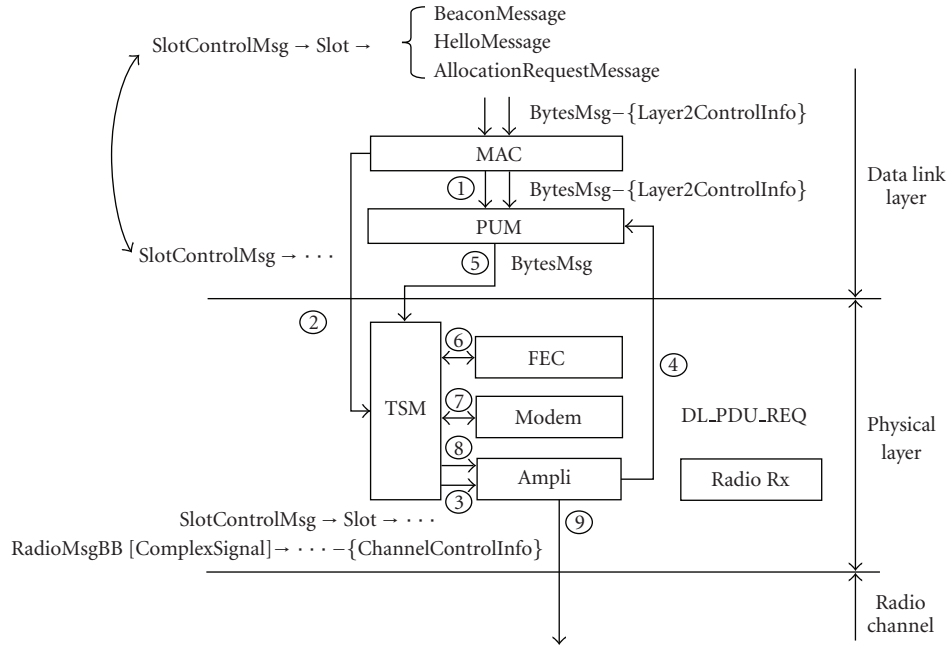 BeaconMessage
SlotControlMsg → Slot →
HelloMessage
AllocationRequestMessage
BytesMsg–{Layer2ControlInfo}
MAC
1
BytesMsg–{Layer2ControlInfo}
Data link
layer
PUM
SlotControlMsg → · · ·
5
BytesMsg
2
6
FEC
4
TSM
7
Modem
DL_PDU_REQ
Physical
layer
8
Ampli
Radio Rx
3
SlotControlMsg → Slot → · · ·
9
RadioMsgBB [ComplexSignal] → · · · –{ChannelControlInfo}
Radio
channel